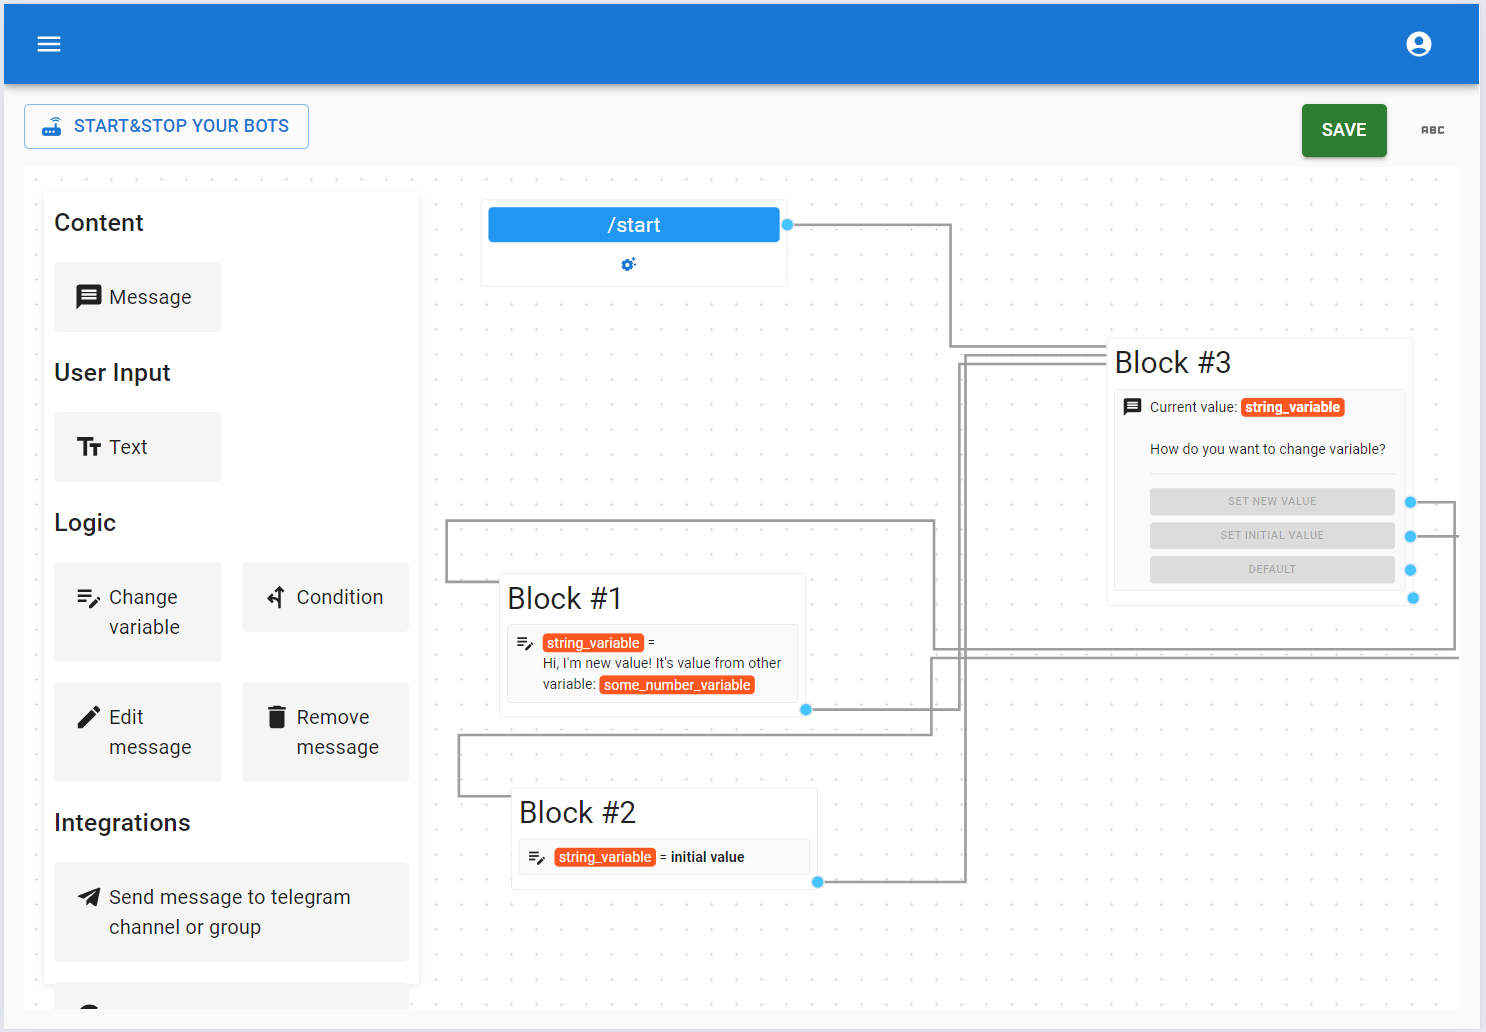 START&STOP YOUR BOTS
SAVE
ABC
Content
Message
User Input
Text
Logic
Change
variable
Condition
Edit
message
Remove
message
Integrations
Send message to telegram
channel or group
/start
Block #3
Current value: string_variable
How do you want to change variable?
SET NEW VALUE
SET INITIAL VALUE
DEFAULT
Block #1
string_variable =
Hi, I'm new value! It's value from other
variable: some_number_variable
Block #2
string_variable = initial value